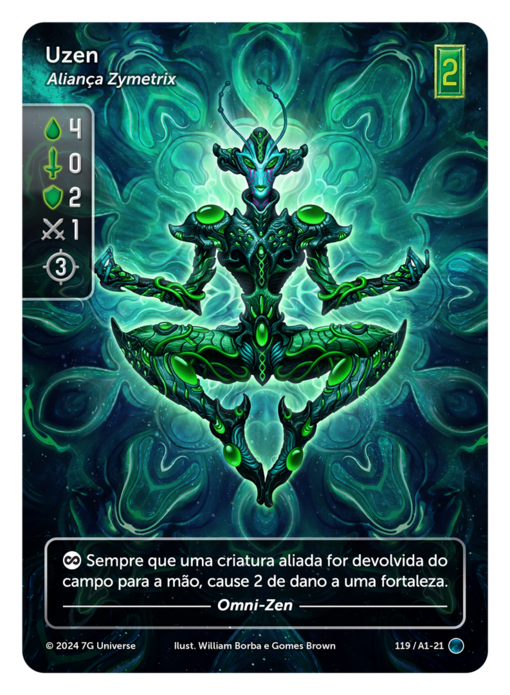 Uzen
Aliança Zymetrix
2
4
0
2
1
3
Sempre que uma criatura aliada for devolvida do
campo para a mão, cause 2 de dano a uma fortaleza.
Omni-Zen
© 2024 7G Universe
Ilust. William Borba e Gomes Brown
119 / A1-21